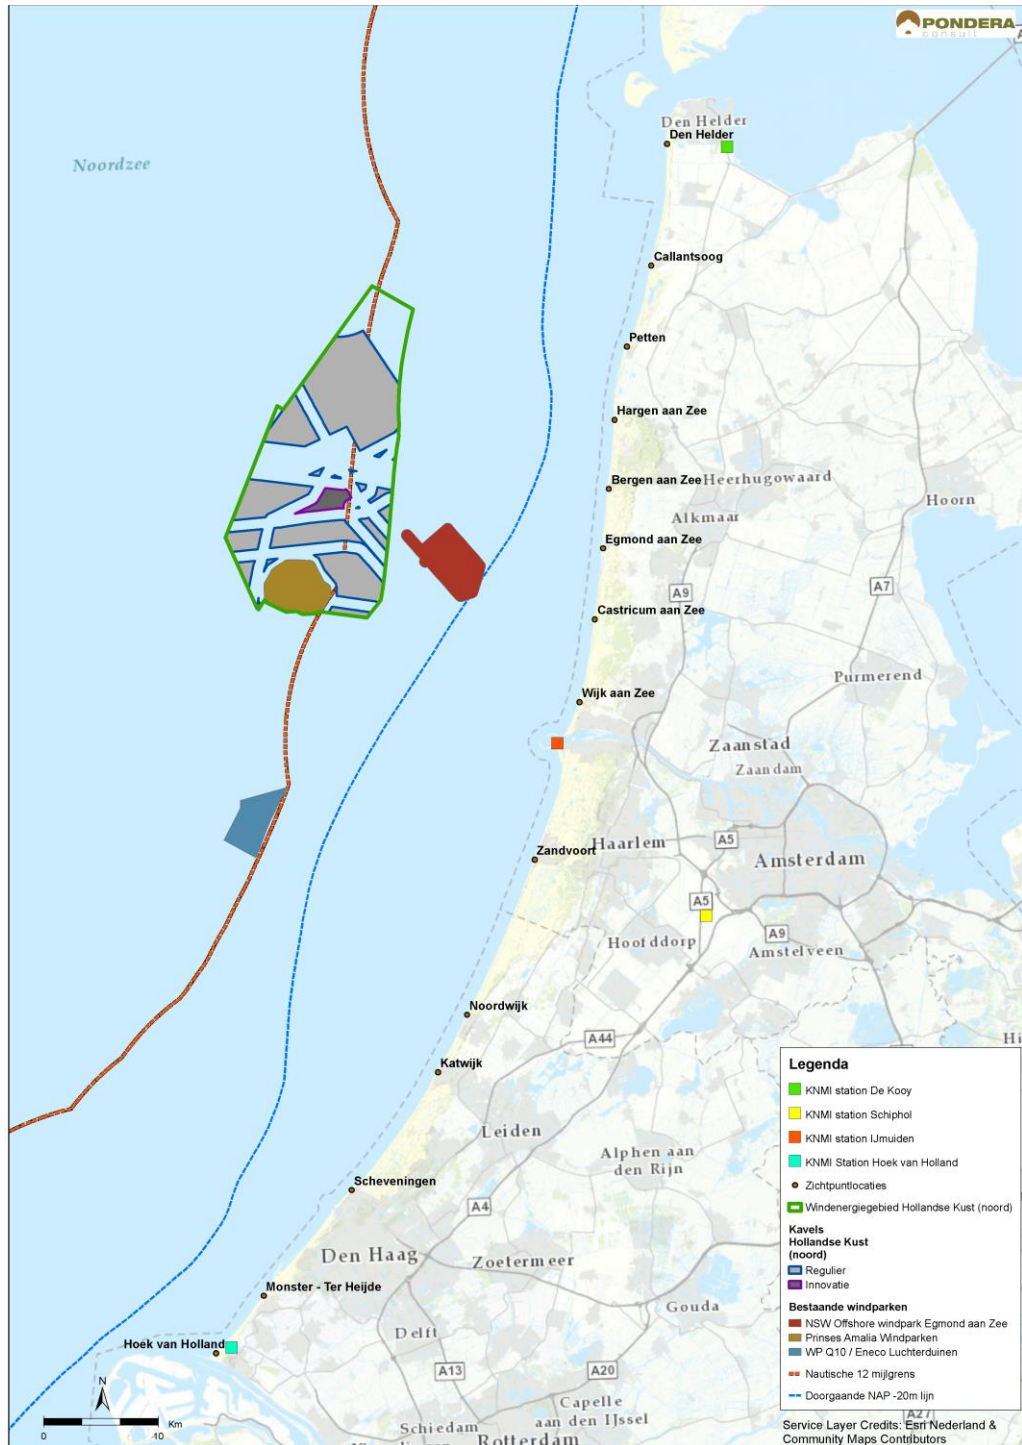 PONDERA
consult
Noordzee
Den Helder
Den Helder
Callantsoog
Petten
Hargen aan Zee
Bergen aan Zee
Heerhugowaard
Hoorn
Alkmaar
Egmond aan Zee
A7
A9
Castricum aan Zee
Purmerend
Wijk aan Zee
Zaanstad
Zaandam
Zandvoort
Haarlem
A5
Amsterdam
A5
Hoofddorp
A9
Amstelveen
Noordwijk
A44
Katwijk
Leiden
Alphen aan
den Rijn
Scheveningen
A4
Den Haag
Zoetermeer
Monster - Ter Heijde
Gouda
Hoek van Holland
Delft
A13
A20
Capelle
aan den IJssel
Schiedam
Rotterdam
A27
N
0
40
Km
Legenda
KNMI station De Kooy
KNMI station Schiphol
KNMI station IJmuiden
KNMI Station Hoek van Holland
Zichtpuntlocaties
Windenergiegebied Hollandse Kust (noord)
Kavels
Hollandse Kust
(noord)
Regulier
Innovatie
Bestaande windparken
NSW Offshore windpark Egmond aan Zee
Prinses Amalia Windparken
WP Q10 / Eneco Luchterduinen
Nautische 12 mijlgrens
Doorgaande NAP -20m lijn
Service Layer Credits: Esri Nederland &
Community Maps Contributors